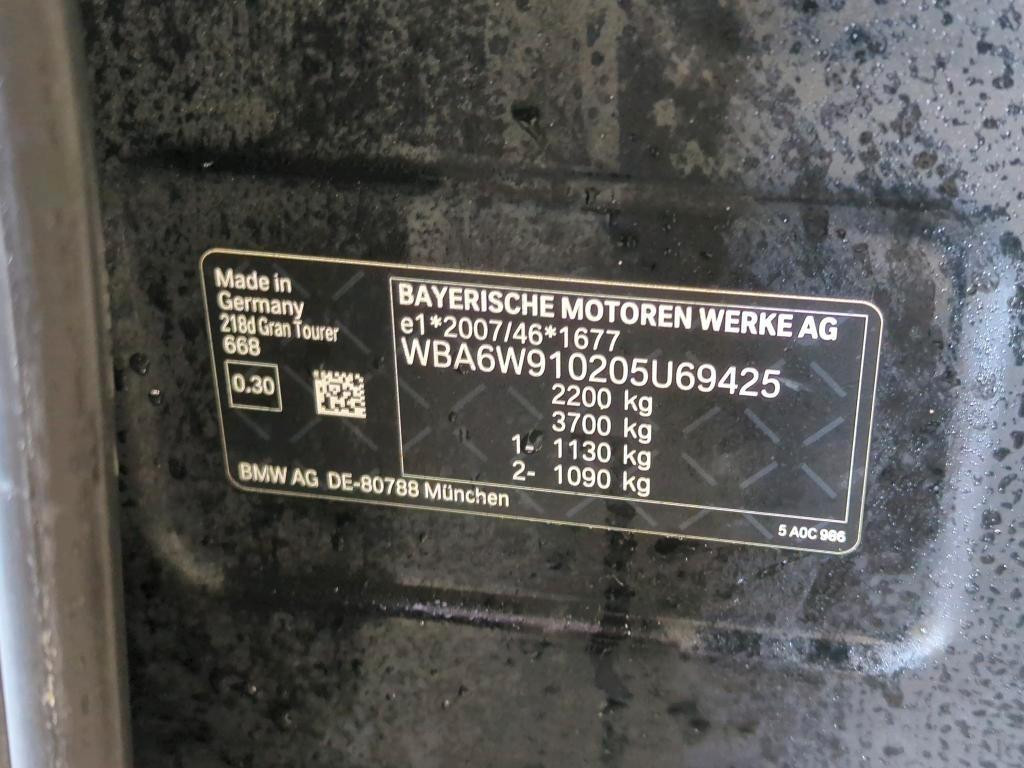 Made in
Germany
218d Gran Tourer
668
0.30
BMW AG DE-80788 München
BAYERISCHE MOTOREN WERKE AG
e1*2007/46*1677
WBA6W910205U69425
2200 kg
3700 kg
1- 1130 kg
2- 1090 kg
5 A0C 986